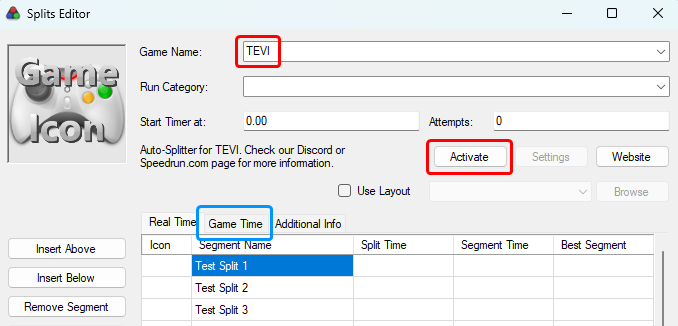 Splits Editor
Game Icon
Game Name: TEVI
Run Category:
Start Timer at: 0.00 Attempts: 0
Auto-Splitter for TEVI. Check our Discord or
Speedrun.com page for more information.
Activate Settings Website
Use Layout Browse
Real Time Game Time Additional Info
Icon Segment Name Split Time Segment Time Best Segment
Insert Above
Test Split 1
Insert Below
Test Split 2
Remove Segment
Test Split 3